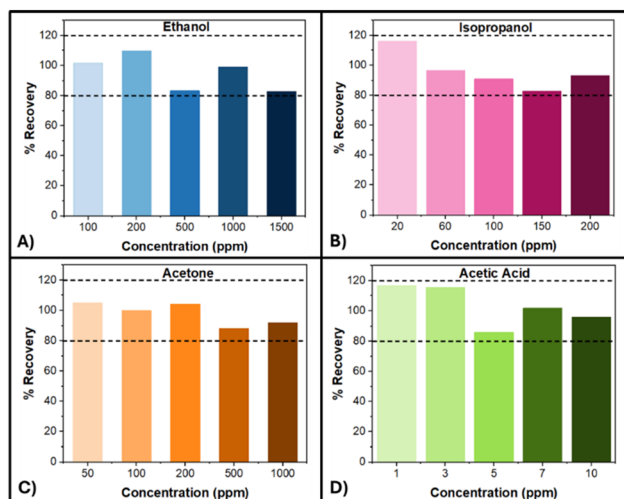 Ethanol
120
100
80
60
40
20
0
% Recovery
100 200 500 1000 1500
Concentration (ppm)
A)
Isopropanol
120
100
80
60
40
20
0
% Recovery
20 60 100 150 200
Concentration (ppm)
B)
Acetone
120
100
80
60
40
20
0
% Recovery
50 100 200 500 1000
Concentration (ppm)
C)
Acetic Acid
120
100
80
60
40
20
0
% Recovery
1 3 5 7 10
Concentration (ppm)
D)